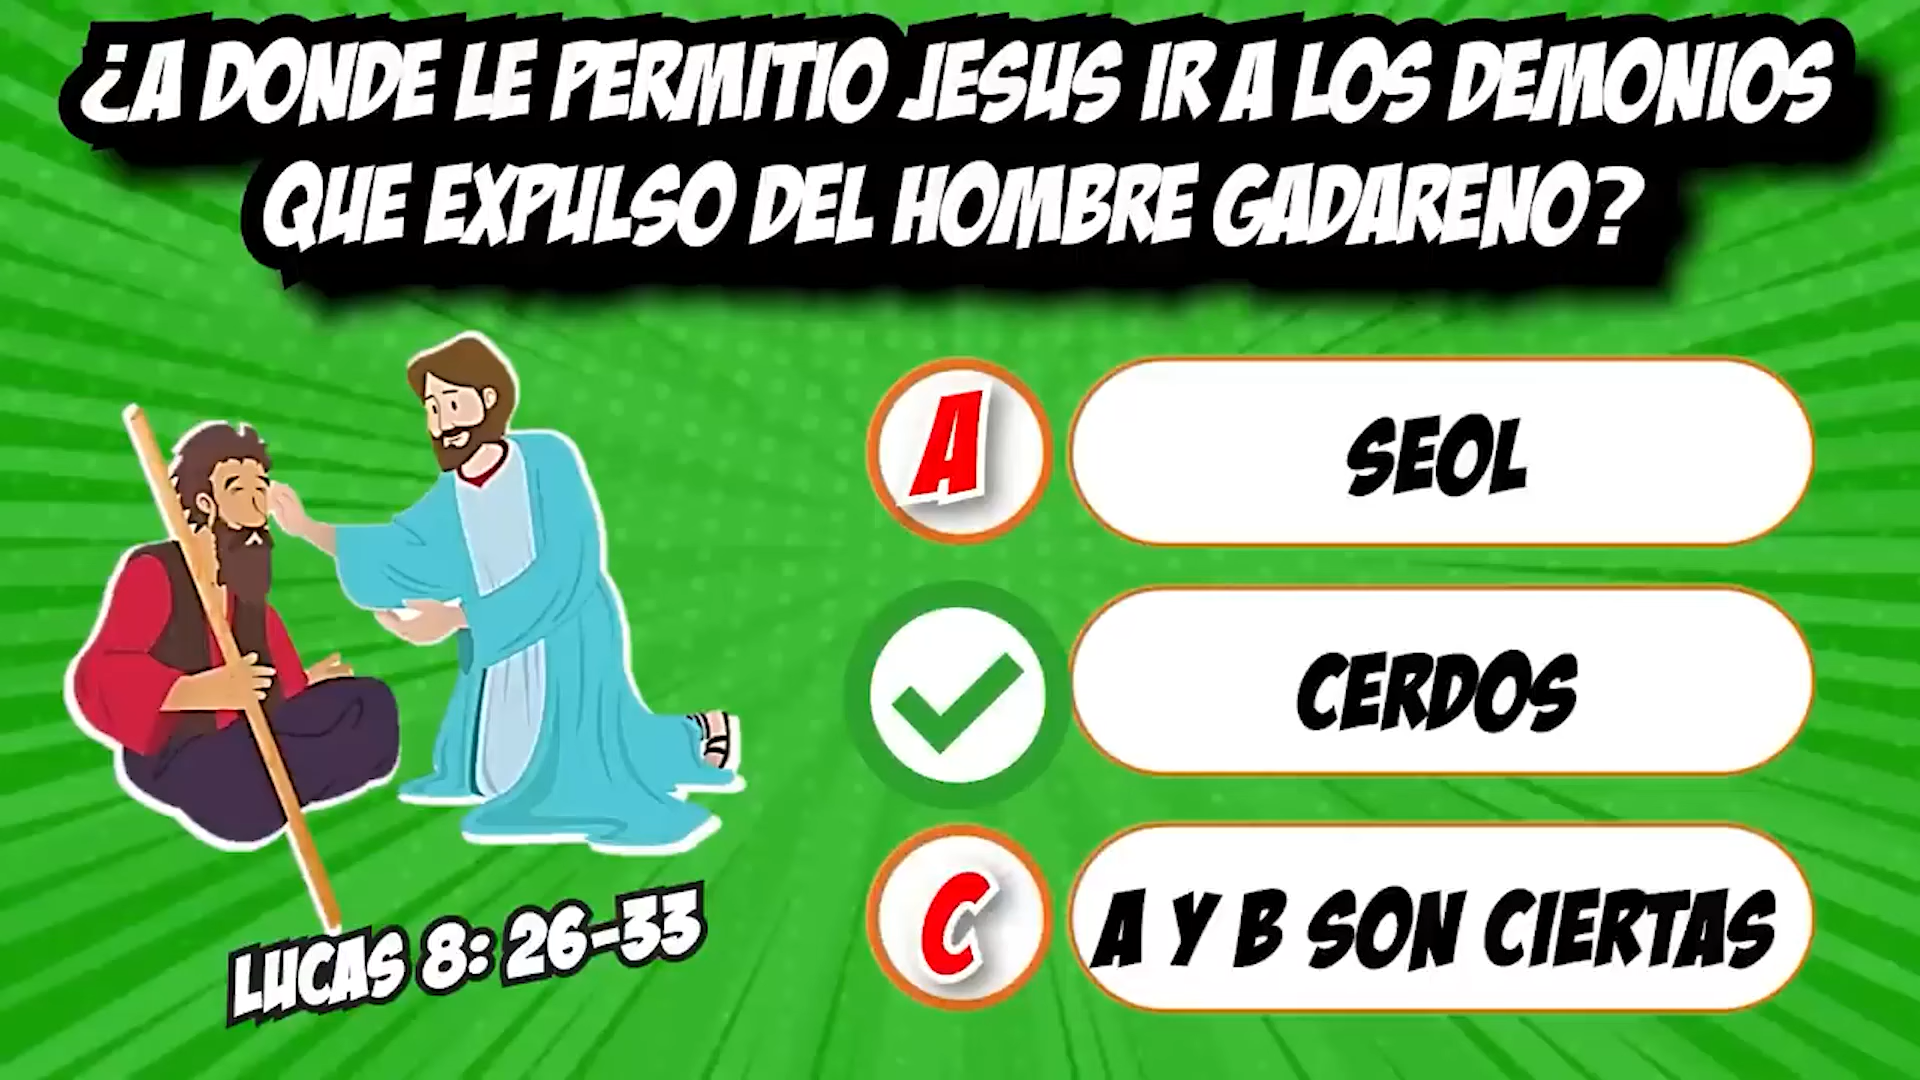 ¿A DONDE LE PERMITIO JESUS IR A LOS DEMONIOS
QUE EXPULSO DEL HOMBRE GADARENO?
A
SEOL
CERDOS
C
A Y B SON CIERTAS
LUCAS 8: 26-33